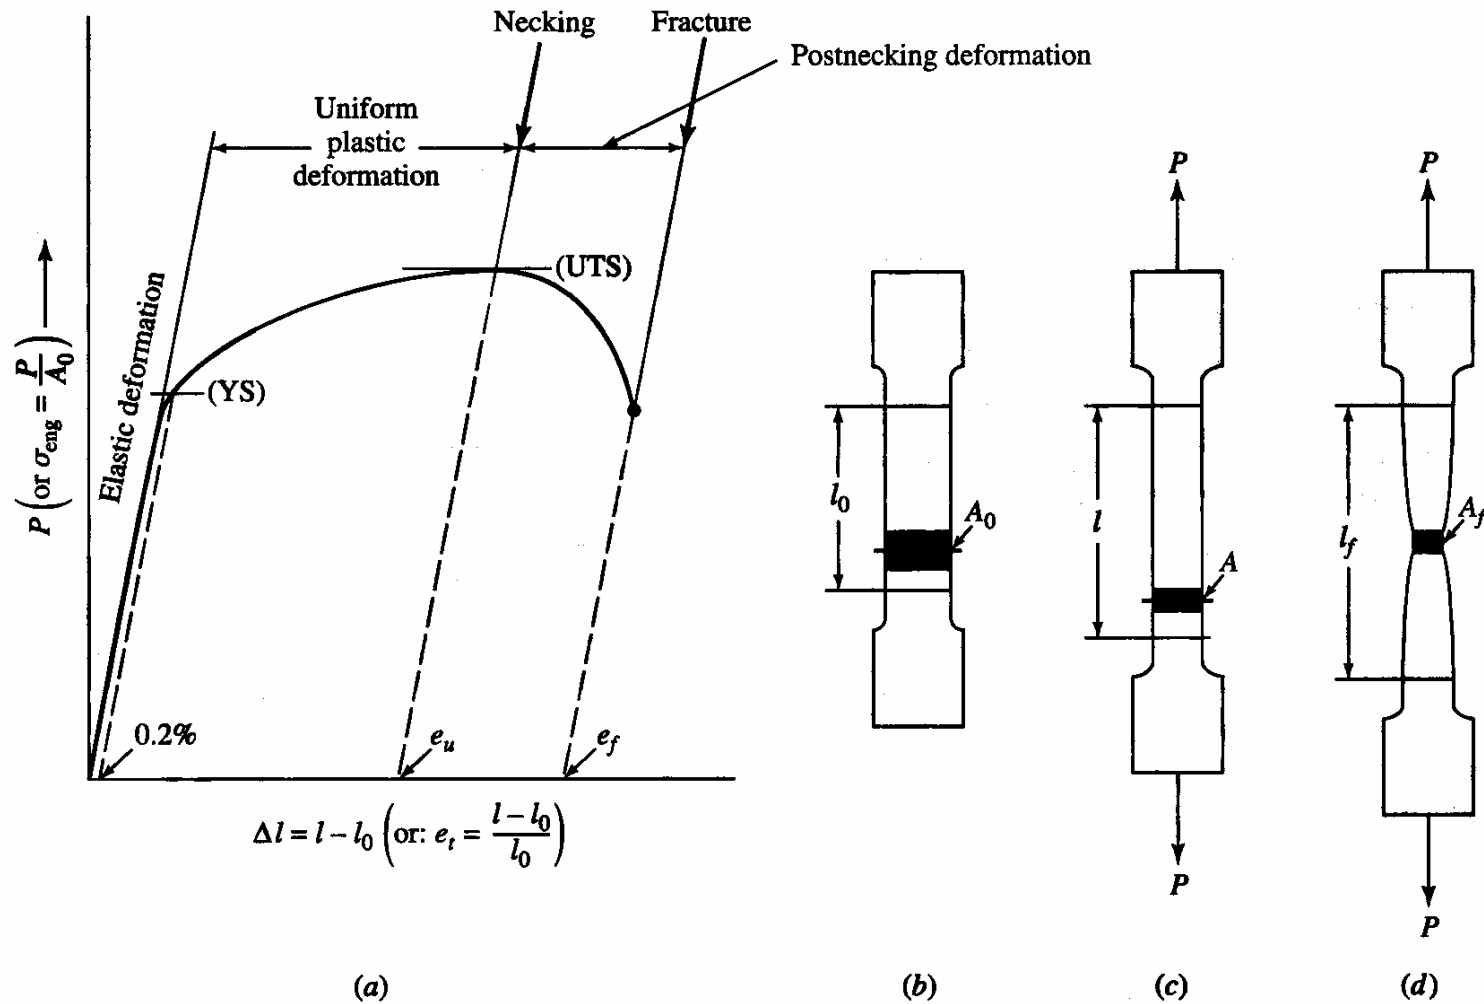 Necking
Fracture
Postnecking deformation
Uniform
plastic
deformation
(UTS)
(YS)
Elastic deformation
P (or σeng = P/A0)
0.2%
eu
ef
Δl = l – l0 (or: et = l – l0/l0)
(a)
l0
A0
(b)
P
l
A
P
(c)
P
lf
Af
P
(d)